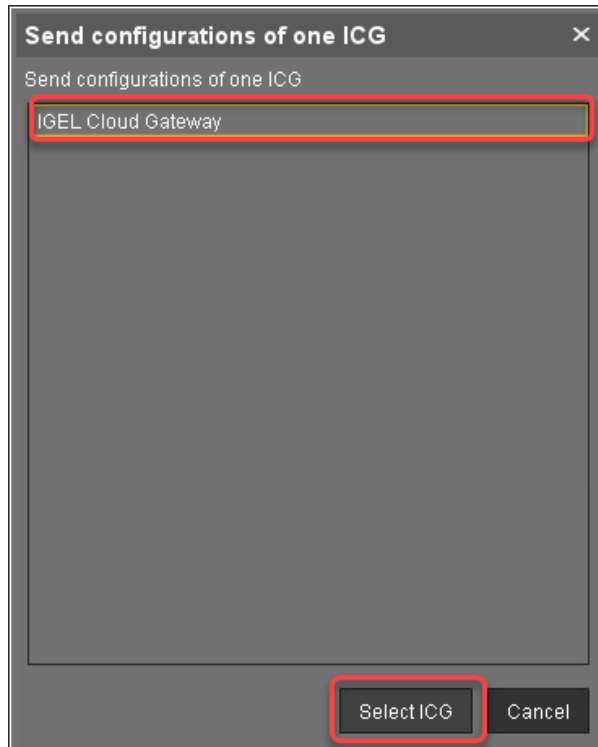 Send configurations of one ICG
Send configurations of one ICG
IGEL Cloud Gateway
Select ICG
Cancel